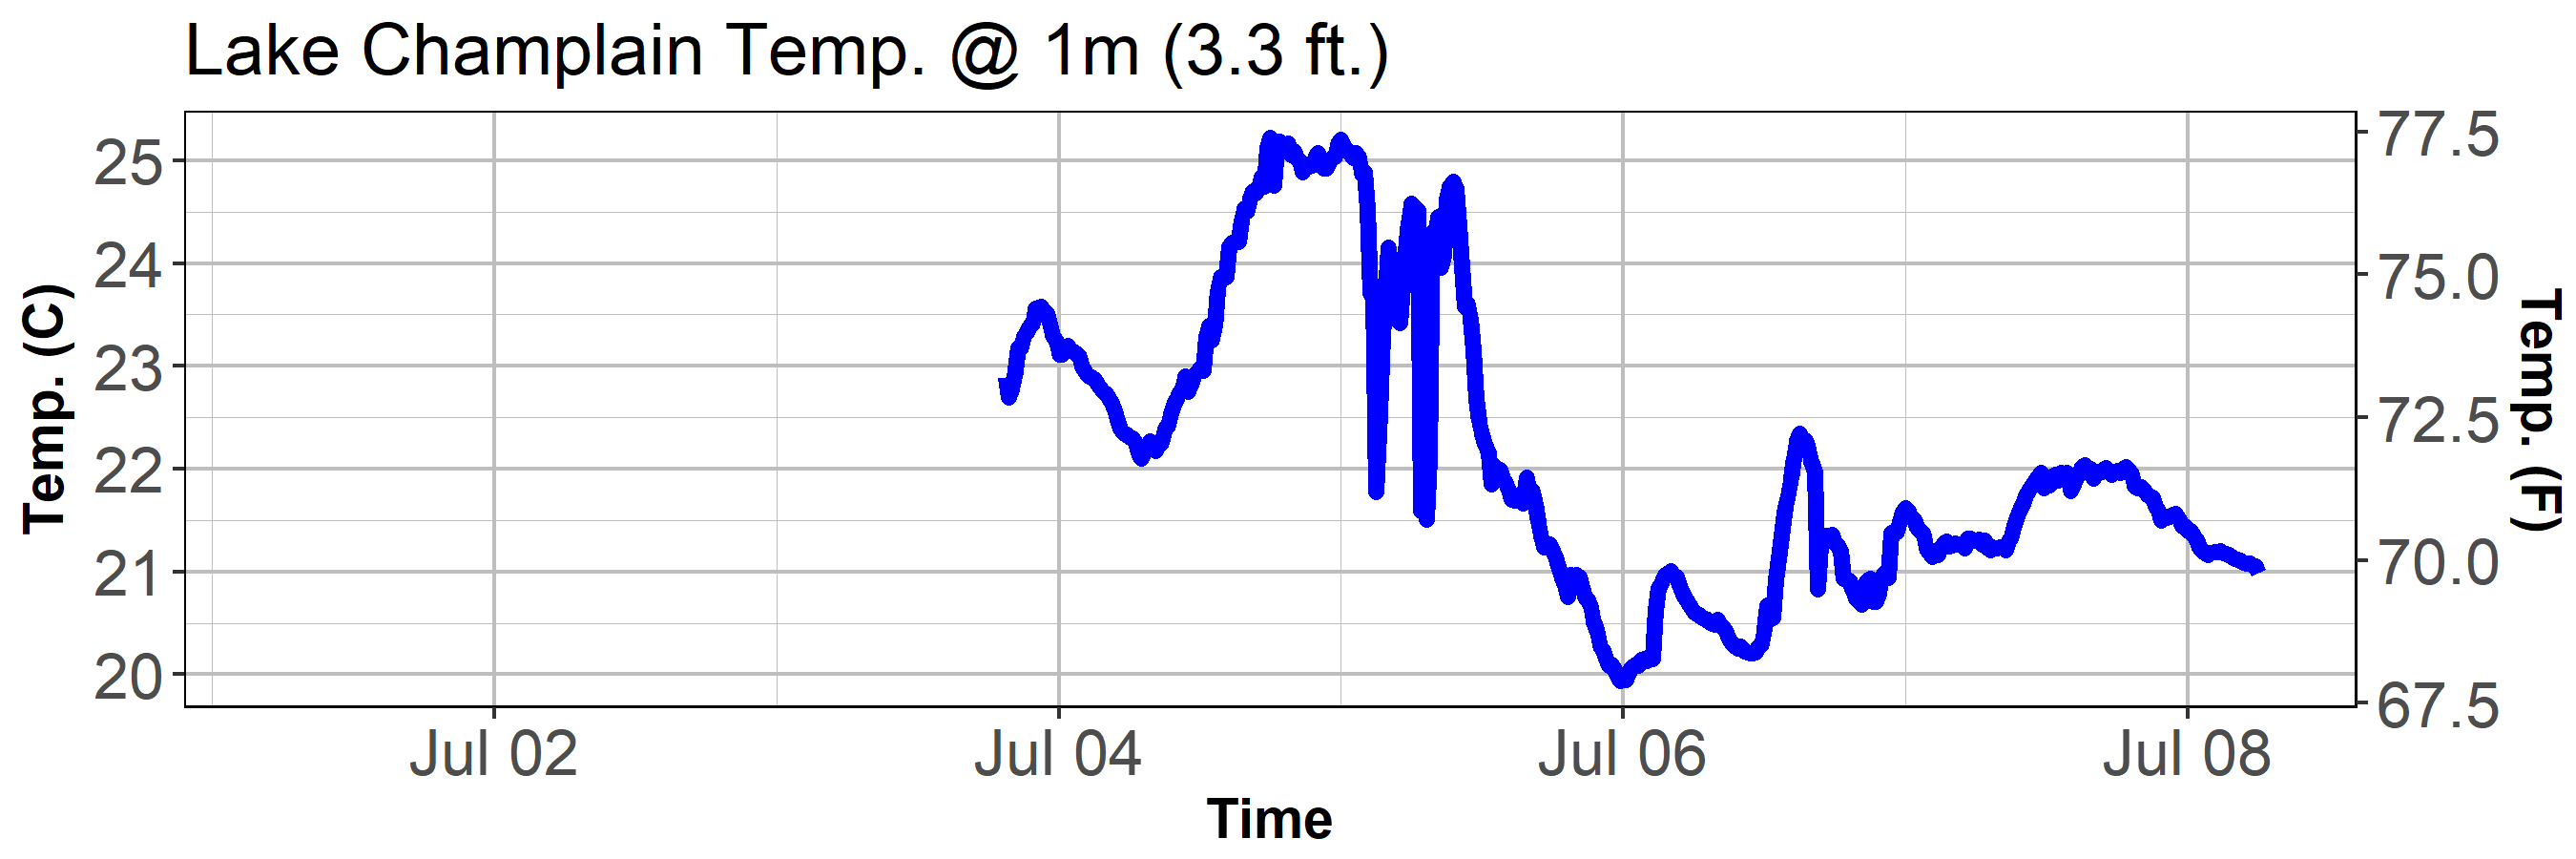 Lake Champlain Temp. @ 1m (3.3 ft.)
Temp. (C)
25
24
23
22
21
20
77.5
75.0
72.5
70.0
67.5
Temp. (F)
Jul 02
Jul 04
Jul 06
Jul 08
Time